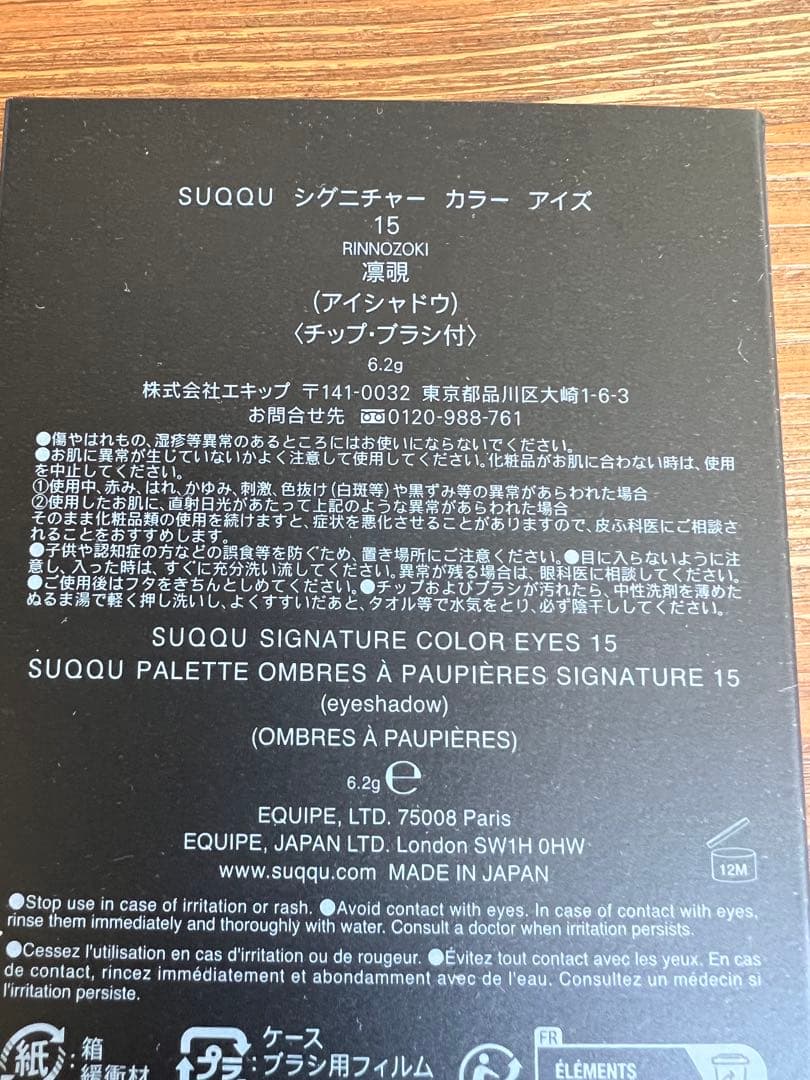 SUQQU シグニチャー カラー アイズ
15
RINNOZOKI
凛覗
(アイシャドウ)
〈チップ・ブラシ付〉
6.2g
株式会社エキップ 〒141-0032 東京都品川区大崎1-6-3
お問合せ先 0120-988-761
●傷やはれもの、湿疹等異常のあるところにはお使いにならないでください。
●お肌に異常が生じていないかよく注意して使用してください。化粧品がお肌に合わない時は、使用
を中止してください。
①使用中、赤み、はれ、かゆみ、刺激、色抜け(白斑等)や黒ずみ等の異常があらわれた場合
②使用したお肌に、直射日光があたって上記のような異常があらわれた場合
そのまま化粧品類の使用を続けますと、症状を悪化させることがありますので、皮ふ科医にご相談さ
れることをおすすめします。
●子供や認知症の方などの誤食等を防ぐため、置き場所にご注意ください。●目に入らないように注
意し、入った時は、すぐに充分洗い流してください。異常が残る場合は、眼科医に相談してください。
●ご使用後はフタをきちんとしめてください。●チップおよびブラシが汚れたら、中性洗剤を薄めた
ぬるま湯で軽く押し洗いし、よくすすいだあと、タオル等で水気をとり、必ず陰干ししてください。
SUQQU SIGNATURE COLOR EYES 15
SUQQU PALETTE OMBRES À PAUPIÈRES SIGNATURE 15
(eyeshadow)
(OMBRES À PAUPIÈRES)
6.2g ℮
EQUIPE, LTD. 75008 Paris
EQUIPE, JAPAN LTD. London SW1H 0HW
www.suqqu.com MADE IN JAPAN
12M
●Stop use in case of irritation or rash. ●Avoid contact with eyes. In case of contact with eyes,
rinse them immediately and thoroughly with water. Consult a doctor when irritation persists.
●Cessez l'utilisation en cas d'irritation ou de rougeur. ●Évitez tout contact avec les yeux. En cas
de contact, rincez immédiatement et abondamment avec de l'eau. Consultez un médecin si
l'irritation persiste.
紙 : 箱
緩衝材
プラ : ケース
ブラシ用フィルム
FR
ÉLÉMENTS